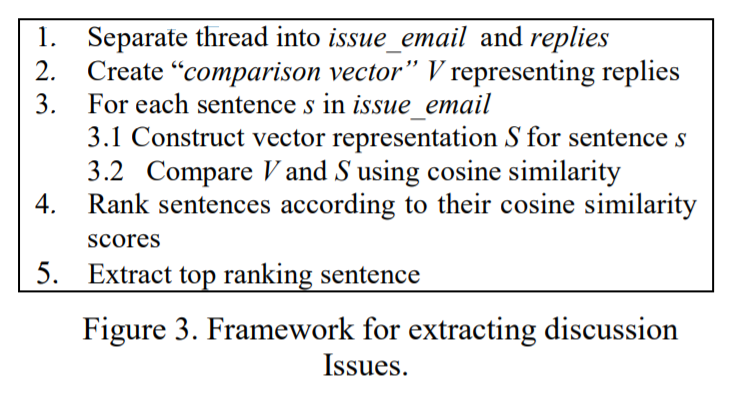 1. Separate thread into issue_email and replies
2. Create “comparison vector” V representing replies
3. For each sentence s in issue_email
3.1 Construct vector representation S for sentence s
3.2 Compare V and S using cosine similarity
4. Rank sentences according to their cosine similarity
scores
5. Extract top ranking sentence
Figure 3. Framework for extracting discussion
Issues.